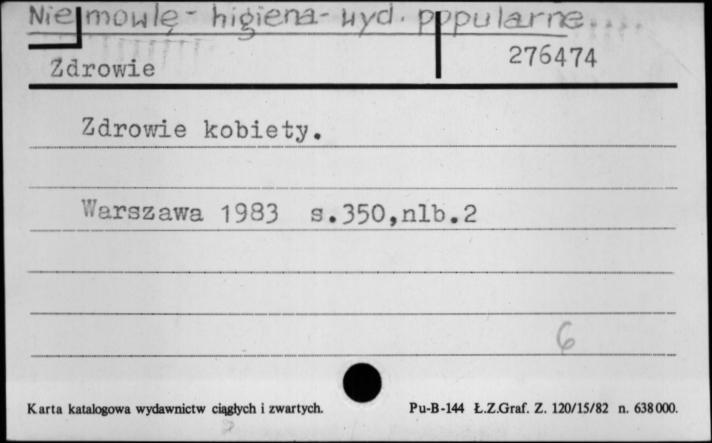 Niemowlę - higiena - wyd. popularne
276474
Zdrowie
Zdrowie kobiety.
Warszawa 1983 s.350,nlb.2
6
Karta katalogowa wydawnictw ciągłych i zwartych. Pu-B-144 Ł.Z.Graf. Z. 120/15/82 n. 638000.